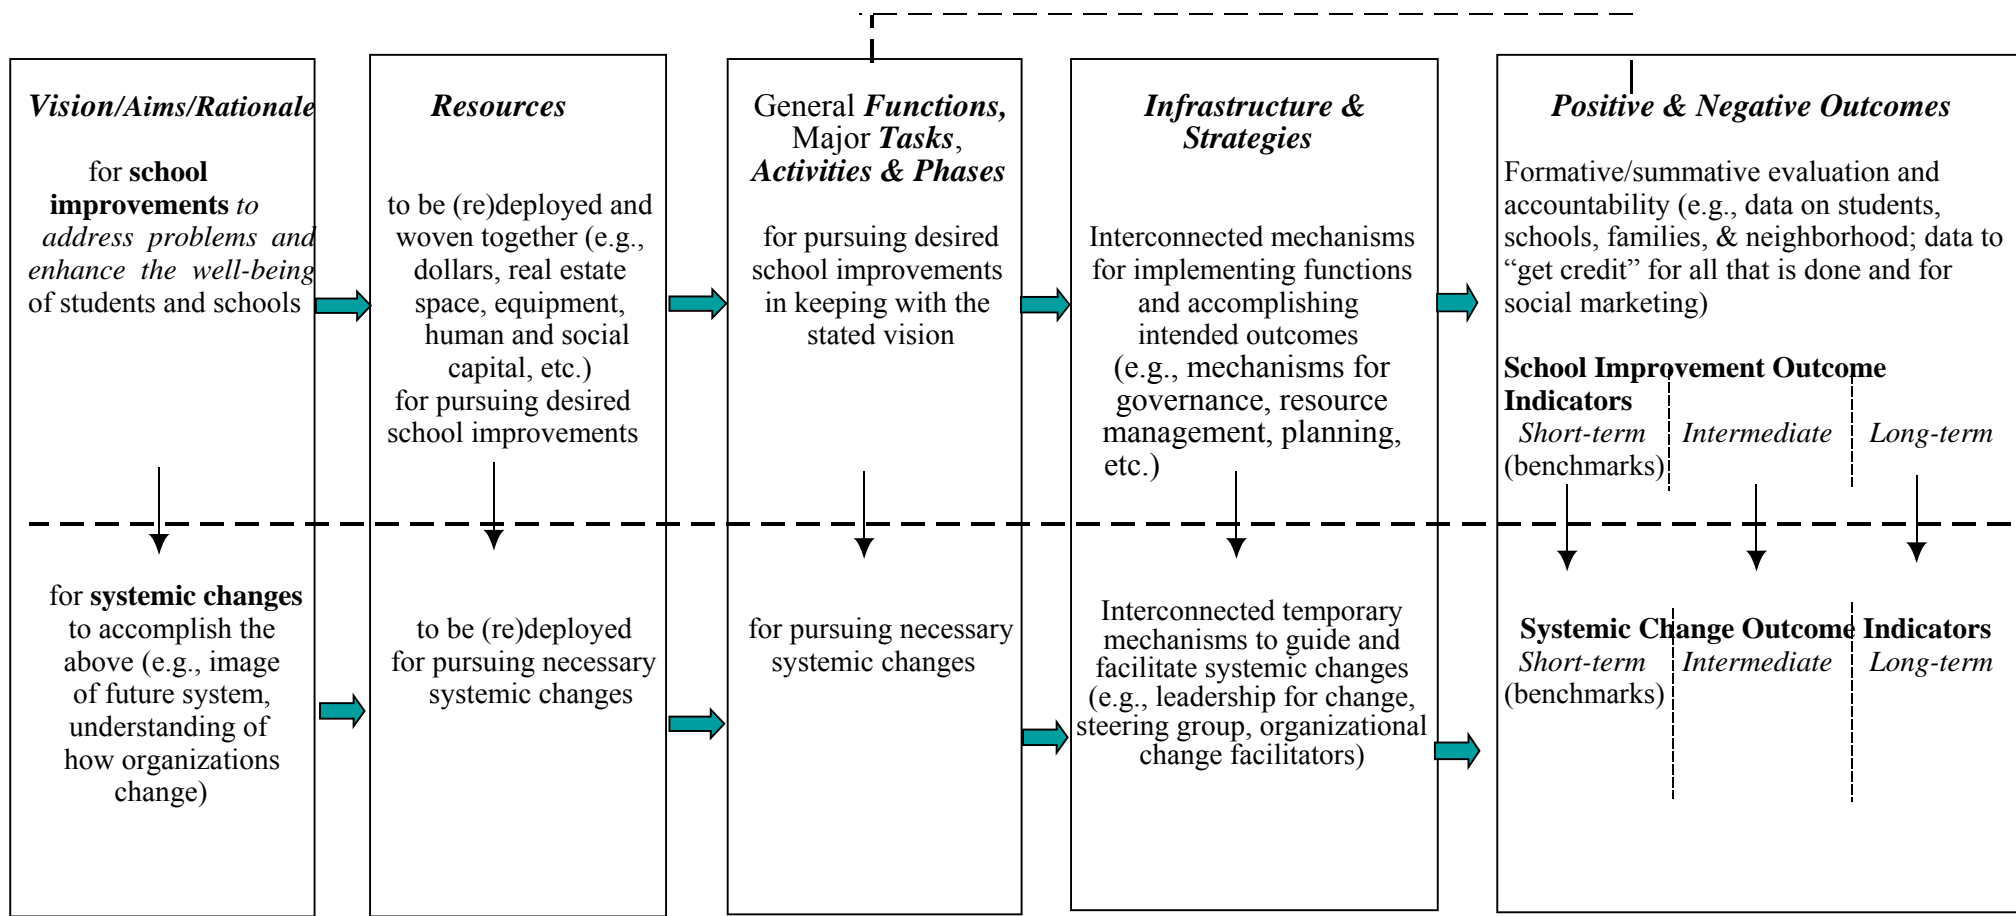 Vision/Aims/Rationale
for school
improvements to
address problems and
enhance the well-being
of students and schools
for systemic changes
to accomplish the
above (e.g., image
of future system,
understanding of
how organizations
change)
Resources
to be (re)deployed and
woven together (e.g.,
dollars, real estate
space, equipment,
human and social
capital, etc.)
for pursuing desired
school improvements
to be (re)deployed
for pursuing necessary
systemic changes
General Functions,
Major Tasks,
Activities & Phases
for pursuing desired
school improvements
in keeping with the
stated vision
for pursuing necessary
systemic changes
Infrastructure &
Strategies
Interconnected mechanisms
for implementing functions
and accomplishing
intended outcomes
(e.g., mechanisms for
governance, resource
management, planning,
etc.)
Interconnected temporary
mechanisms to guide and
facilitate systemic changes
(e.g., leadership for change,
steering group, organizational
change facilitators)
Positive & Negative Outcomes
Formative/summative evaluation and
accountability (e.g., data on students,
schools, families, & neighborhood; data to
“get credit” for all that is done and for
social marketing)
School Improvement Outcome
Indicators
Short-term Intermediate Long-term
(benchmarks)
Systemic Change Outcome Indicators
Short-term Intermediate Long-term
(benchmarks)